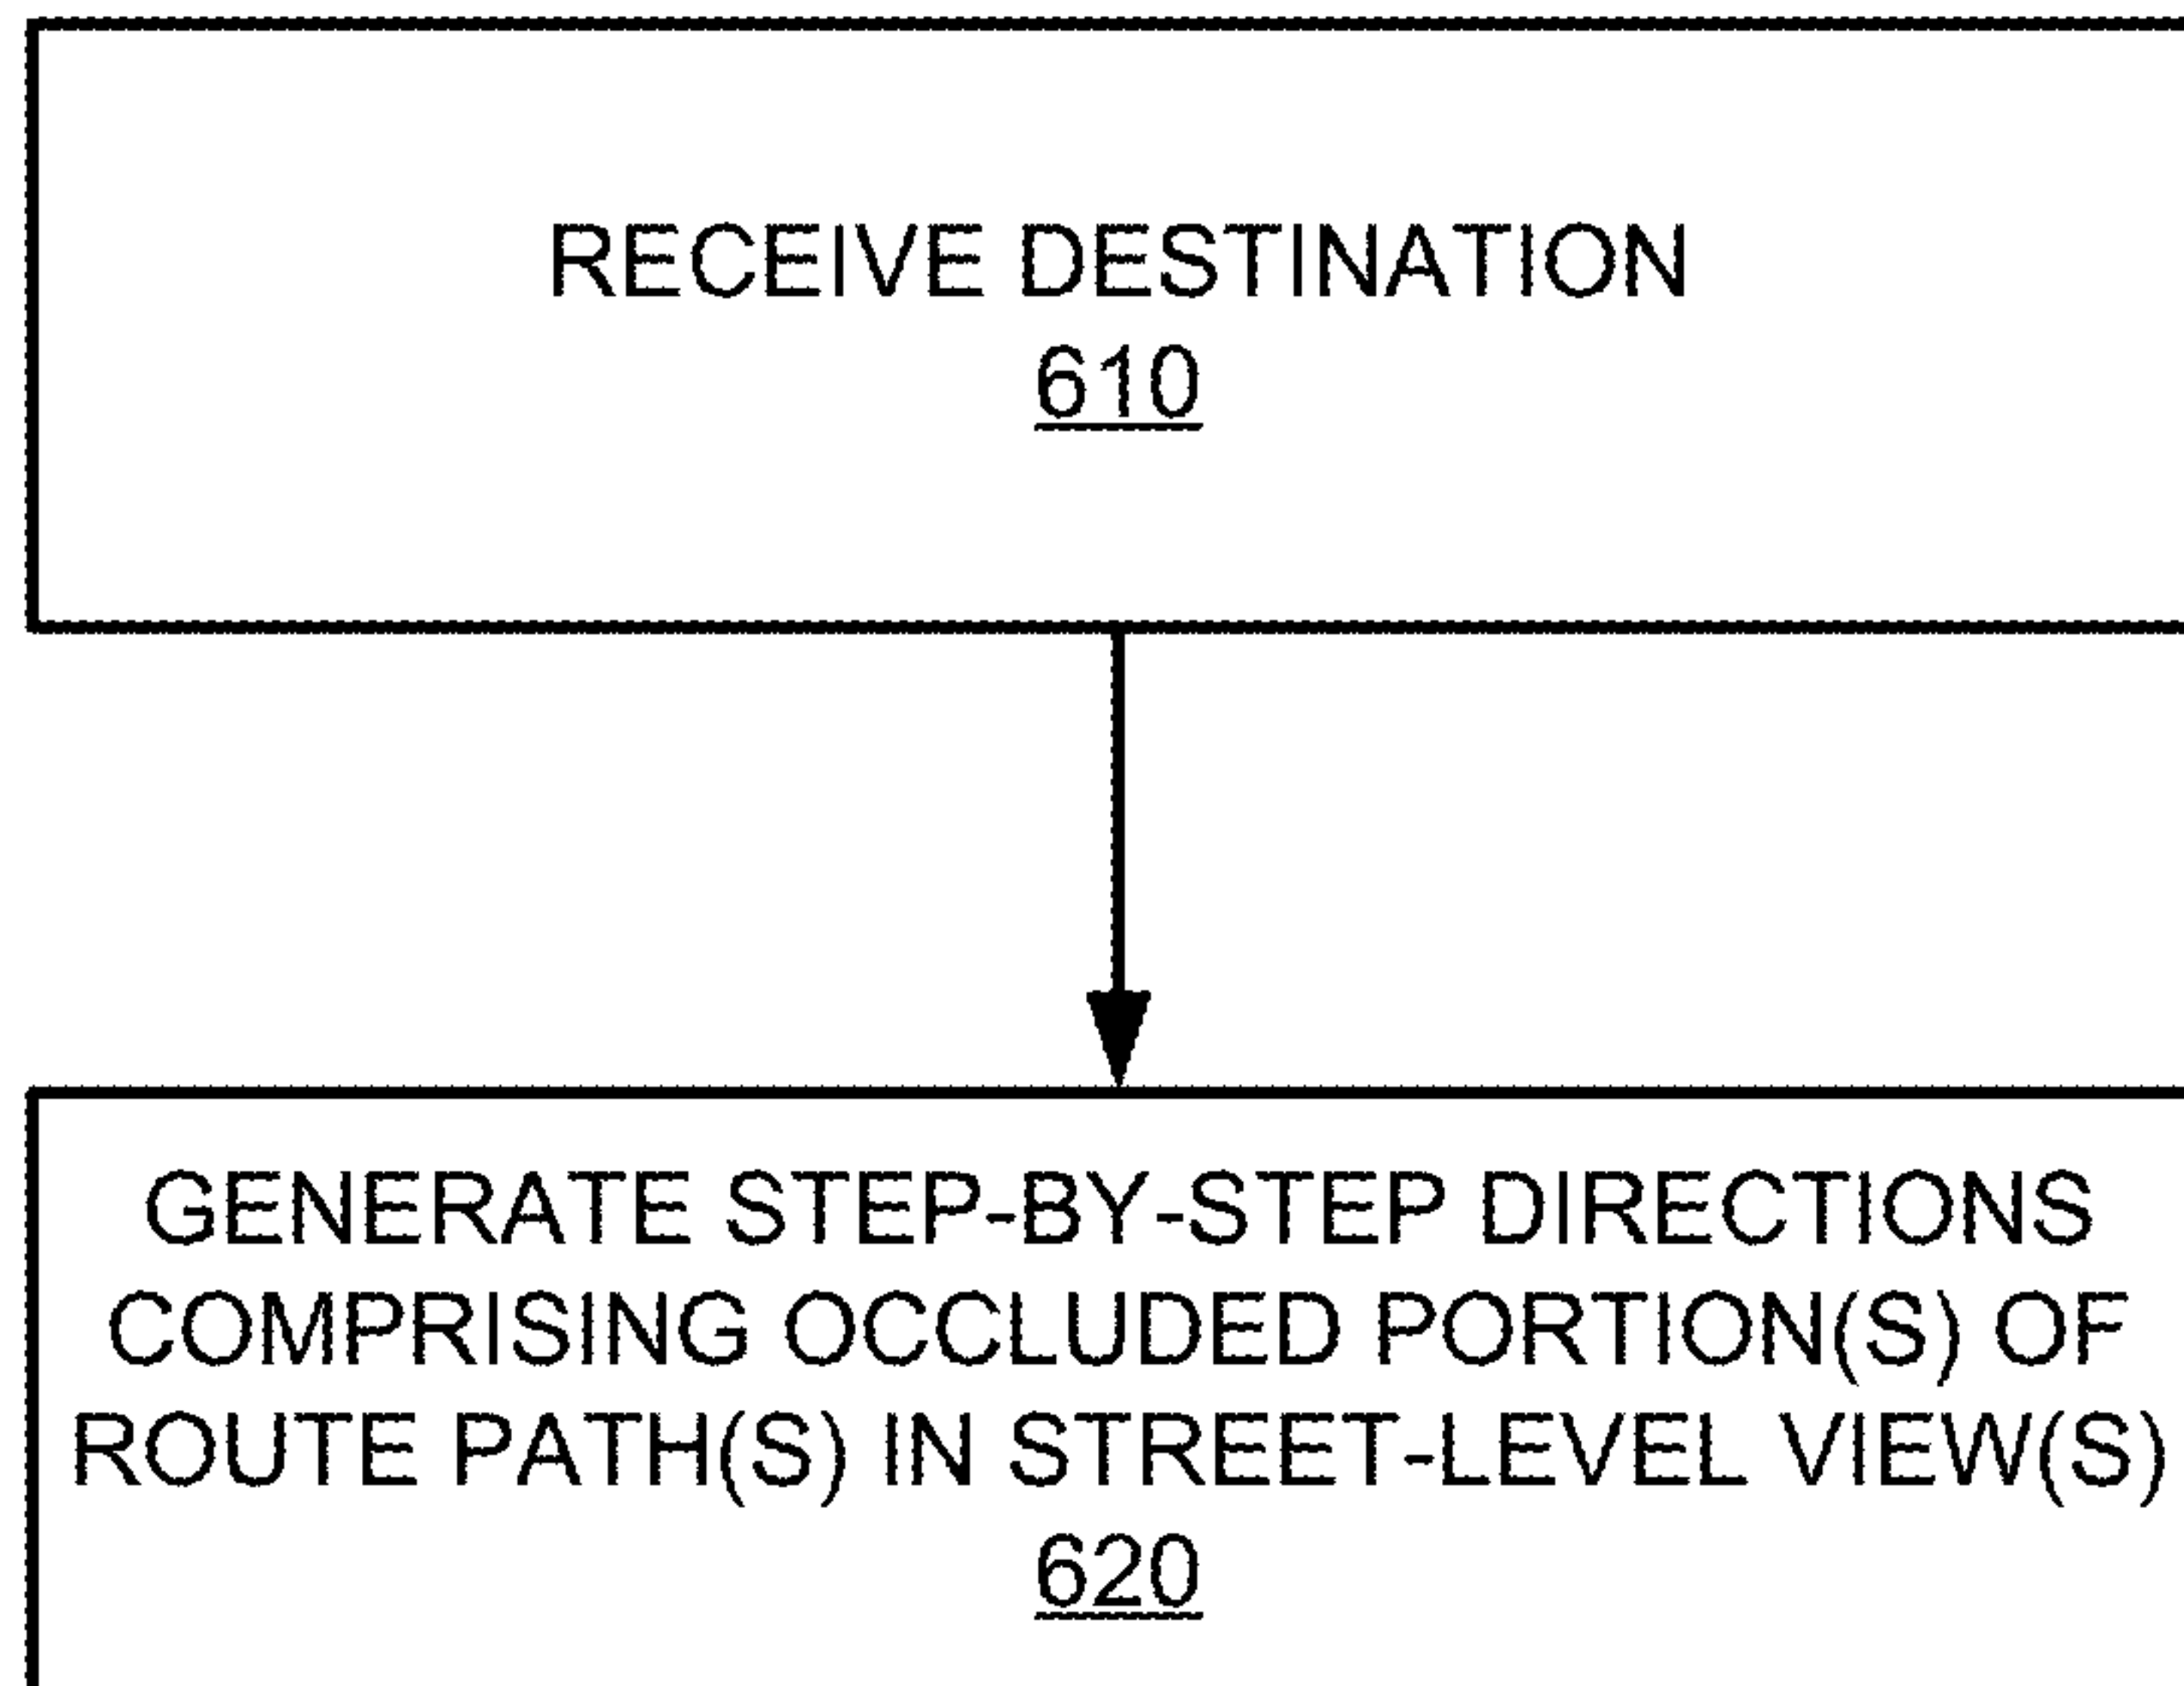 RECEIVE DESTINATION
610
GENERATE STEP-BY-STEP DIRECTIONS
COMPRISING OCCLUDED PORTION(S) OF
ROUTE PATH(S) IN STREET-LEVEL VIEW(S)
620